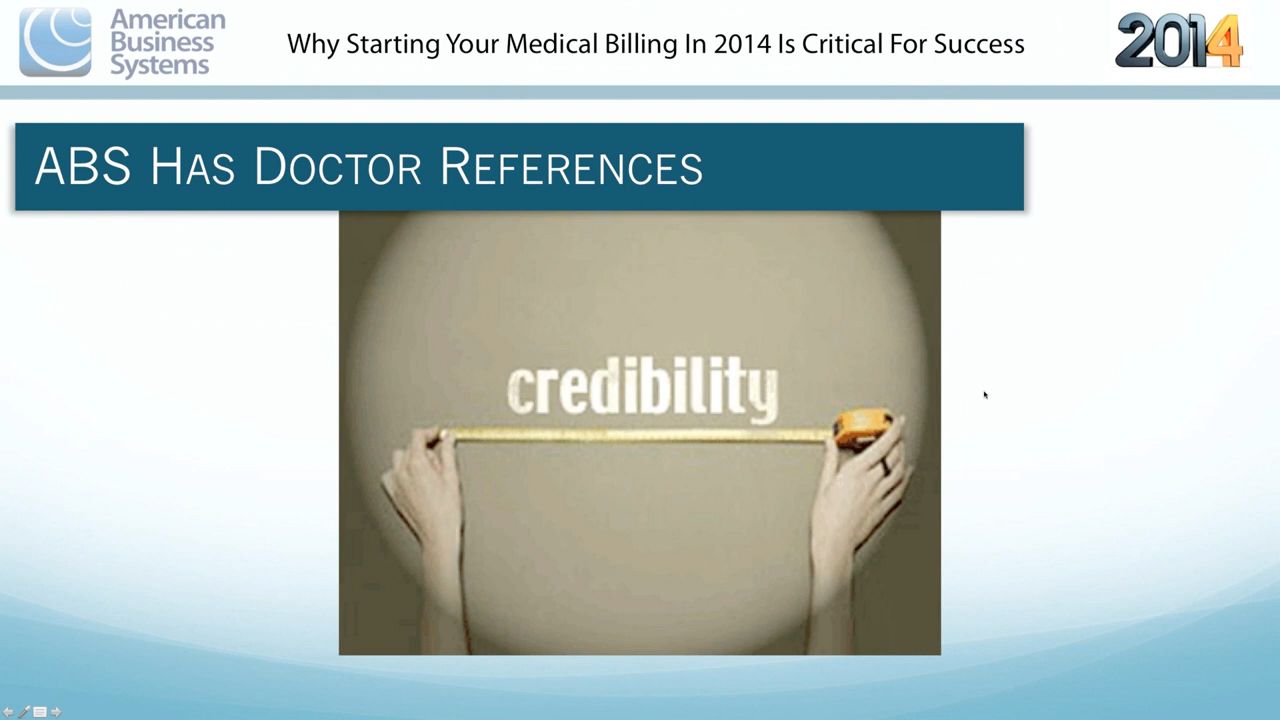 American
Business
Systems
Why Starting Your Medical Billing In 2014 Is Critical For Success
2014
ABS Has Doctor References
credibility